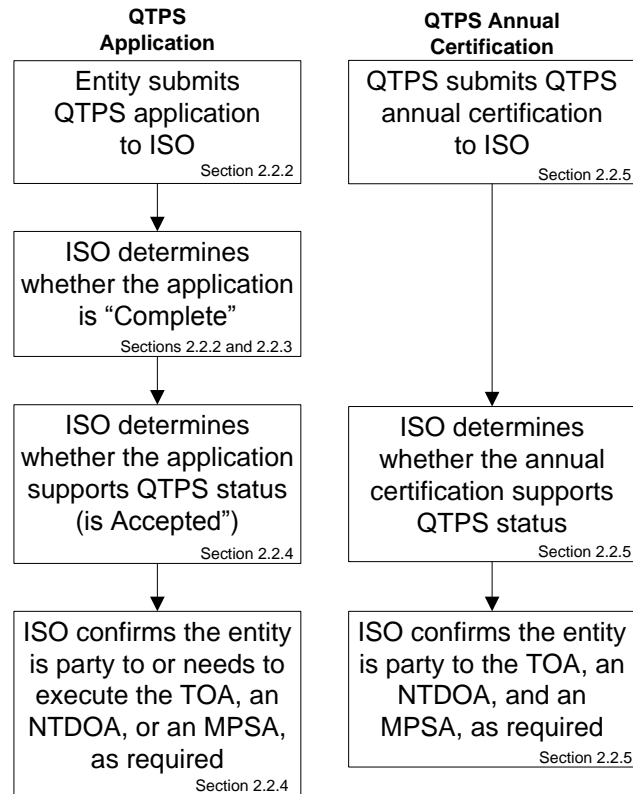 QTPS
Application
Entity submits
QTPS application
to ISO
Section 2.2.2
ISO determines
whether the application
is “Complete”
Sections 2.2.2 and 2.2.3
ISO determines
whether the application
supports QTPS status
(is Accepted”)
Section 2.2.4
ISO confirms the entity
is party to or needs to
execute the TOA, an
NTDOA, or an MPSA,
as required
Section 2.2.4
QTPS Annual
Certification
QTPS submits QTPS
annual certification
to ISO
Section 2.2.5
ISO determines
whether the annual
certification supports
QTPS status
Section 2.2.5
ISO confirms the entity
is party to the TOA, an
NTDOA, and an
MPSA, as required
Section 2.2.5